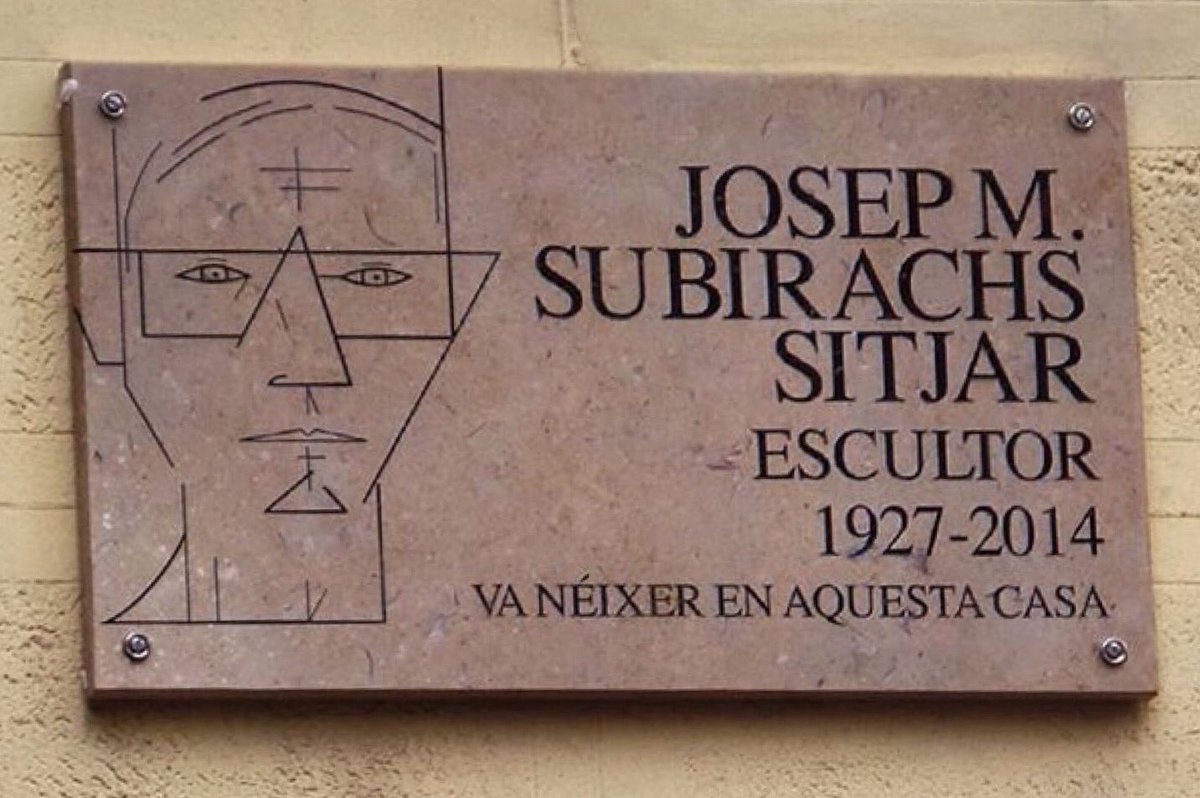 JOSEP M.
SUBIRACHS
SITJAR
ESCULTOR
1927-2014
VA NÉIXER EN AQUESTA CASA